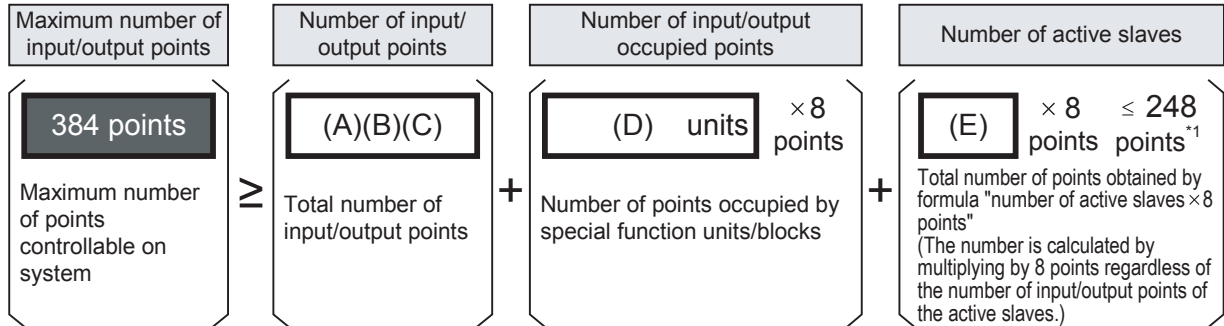 Maximum number of
input/output points
Number of input/
output points
Number of input/output
occupied points
Number of active slaves
384 points
Maximum number
of points
controllable on
system
≥
(A)(B)(C)
Total number of
input/output points
+
(D) units
×8
points
Number of points occupied by
special function units/blocks
+
(E)
× 8
points
≤ 248
points*1
Total number of points obtained by
formula "number of active slaves×8
points"
(The number is calculated by
multiplying by 8 points regardless of
the number of input/output points of
the active slaves.)